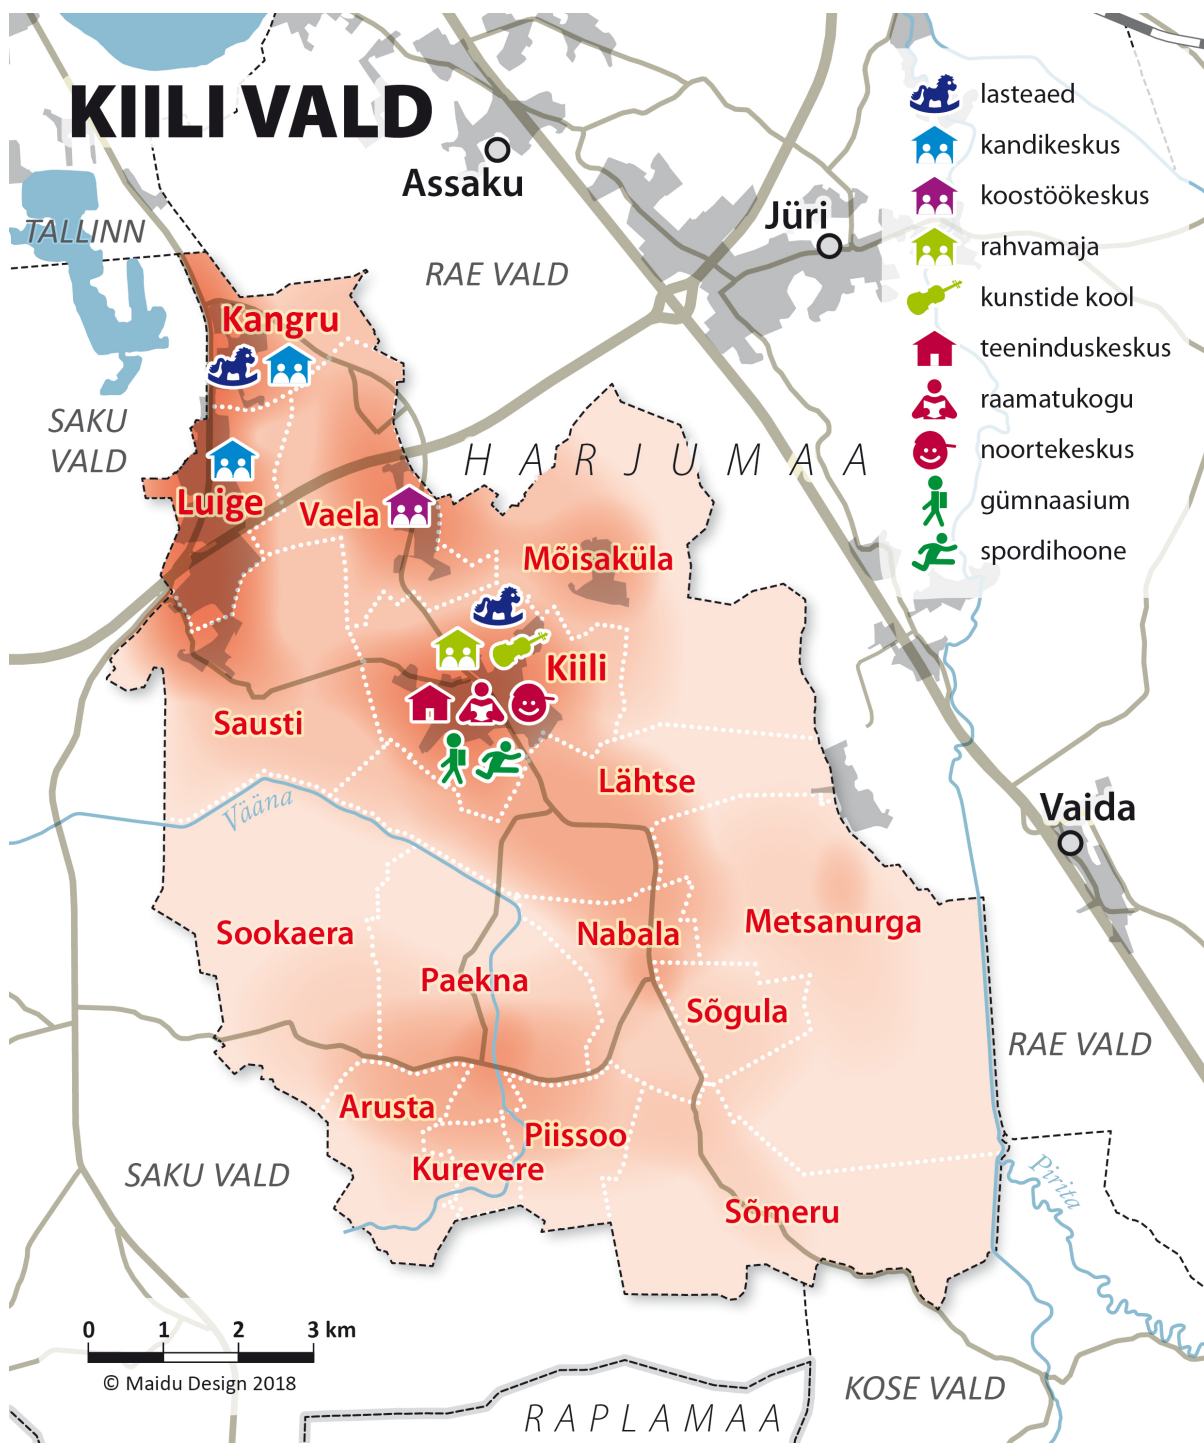 KIILI VALD
lasteaed
kandikeskus
koostöökeskus
rahvamaja
kunstide kool
teeninduskeskus
raamatukogu
noortekeskus
gümnaasium
spordihoone
Assaku
Jüri
TALLINN
RAE VALD
Kangru
SAKU
VALD
HARJUMAA
Luige
Vaela
Mõisaküla
Kiili
Sausti
Lähtse
Vääna
Vaida
Sookaera
Nabala
Metsanurga
Paekna
Sõgula
RAE VALD
Arusta
Piissoo
Kurevere
SAKU VALD
Pirita
Sõmeru
0 1 2 3 km
© Maidu Design 2018
KOSE VALD
RAPLAMAA